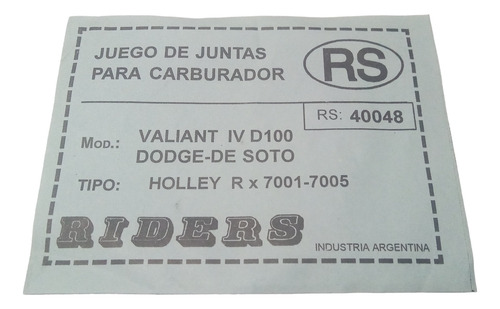 JUEGO DE JUNTAS
PARA CARBURADOR
RS
RS: 40048
MOD.: VALIANT IV D100
DODGE-DE SOTO
TIPO: HOLLEY R x 7001-7005
RIDERS
INDUSTRIA ARGENTINA